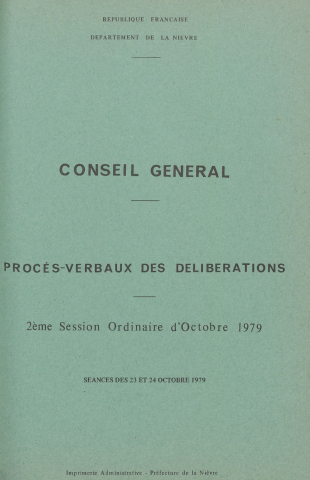 REPUBLIQUE FRANCAISE
DEPARTEMENT DE LA NIEVRE
CONSEIL GENERAL
PROCÈS-VERBAUX DES DELIBERATIONS
2ème Session Ordinaire d'Octobre 1979
SEANCES DES 23 ET 24 OCTOBRE 1979
Imprimerie Administrative - Préfecture de la Nièvre